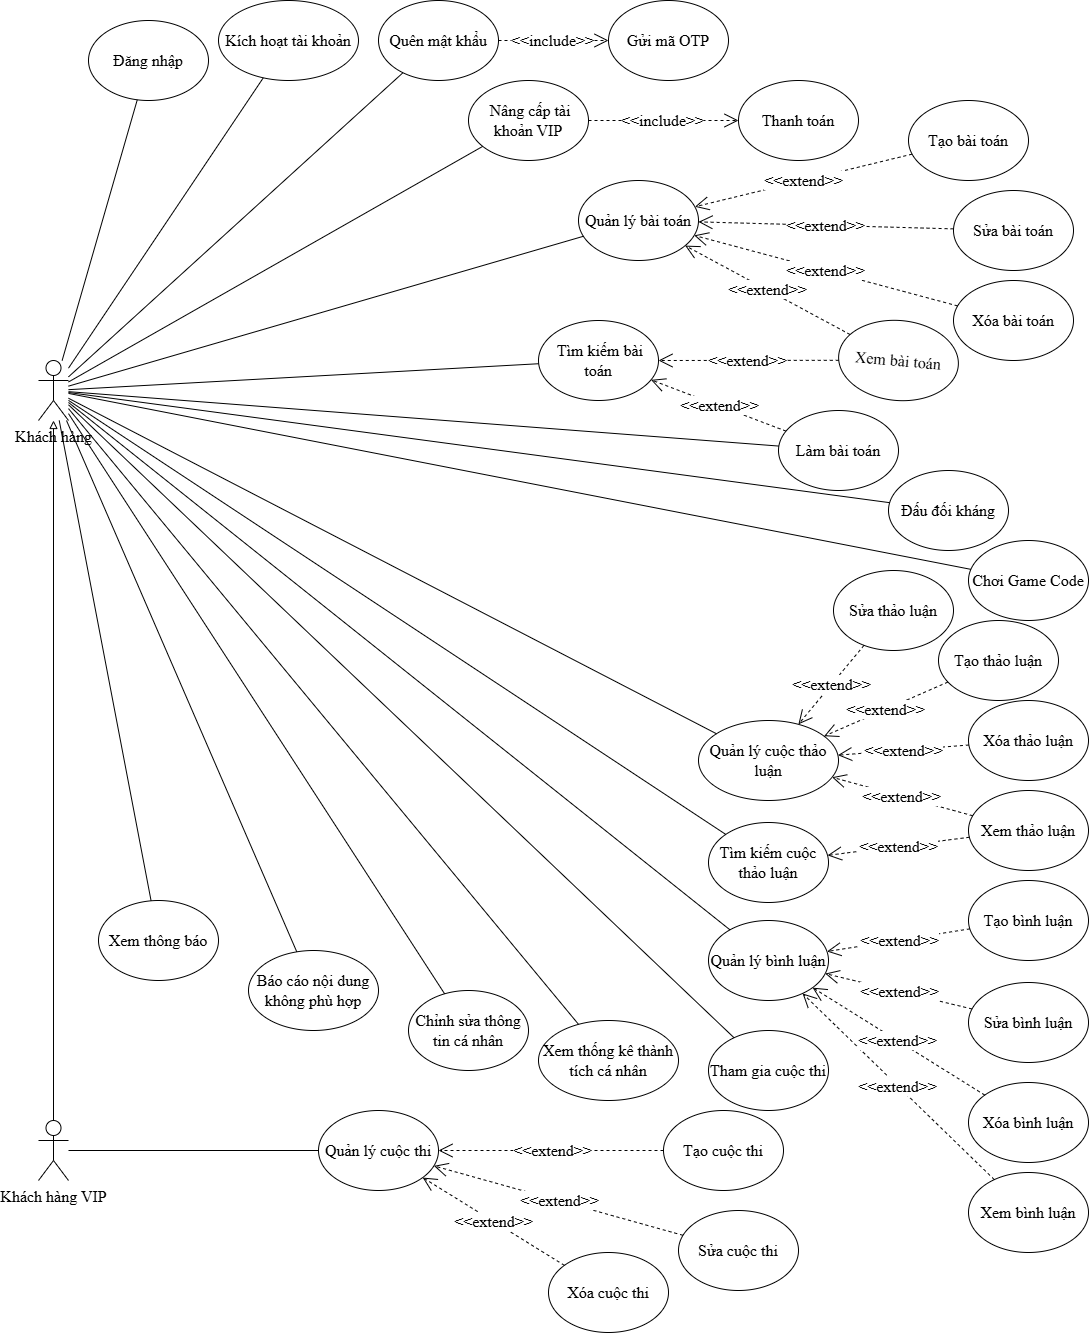 Đăng nhập
Kích hoạt tài khoản
Quên mật khẩu
<<include>>
Gửi mã OTP
Nâng cấp tài
khoản VIP
<<include>>
Thanh toán
Tạo bài toán
<<extend>>
Quản lý bài toán
<<extend>>
Sửa bài toán
<<extend>>
<<extend>>
Xóa bài toán
Tìm kiếm bài
toán
<<extend>>
Xem bài toán
<<extend>>
Khách hàng
Làm bài toán
Đấu đối kháng
Chơi Game Code
Sửa thảo luận
Tạo thảo luận
<<extend>>
<<extend>>
Quản lý cuộc thảo
luận
<<extend>>
Xóa thảo luận
<<extend>>
Xem thảo luận
Tìm kiếm cuộc
thảo luận
<<extend>>
Tạo bình luận
<<extend>>
Xem thông báo
Quản lý bình luận
Báo cáo nội dung
không phù hợp
<<extend>>
Sửa bình luận
Chỉnh sửa thông
tin cá nhân
<<extend>>
Xem thống kê thành
tích cá nhân
Tham gia cuộc thi
<<extend>>
Xóa bình luận
Quản lý cuộc thi
<<extend>>
Tạo cuộc thi
Khách hàng VIP
<<extend>>
Xem bình luận
<<extend>>
Sửa cuộc thi
Xóa cuộc thi